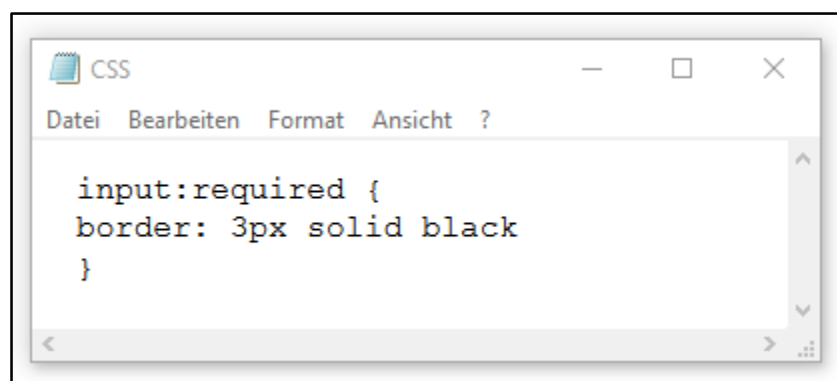 CSS
Datei Bearbeiten Format Ansicht ?
input:required {
border: 3px solid black
}